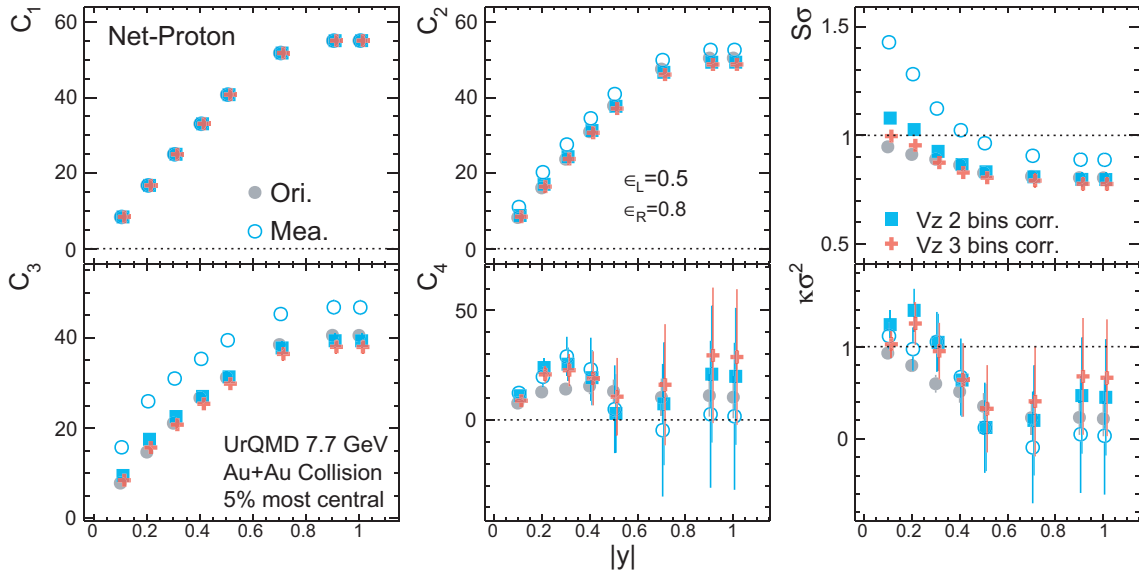 C1
60
40
20
0
Net-Proton
Ori.
Mea.
C2
60
40
20
0
ϵL=0.5
ϵR=0.8
Sσ
1.5
1
0.5
Vz 2 bins corr.
Vz 3 bins corr.
C3
40
20
0
UrQMD 7.7 GeV
Au+Au Collision
5% most central
0 0.2 0.4 0.6 0.8 1
C4
50
0
0 0.2 0.4 0.6 0.8 1
|y|
κσ²
1
0
0 0.2 0.4 0.6 0.8 1